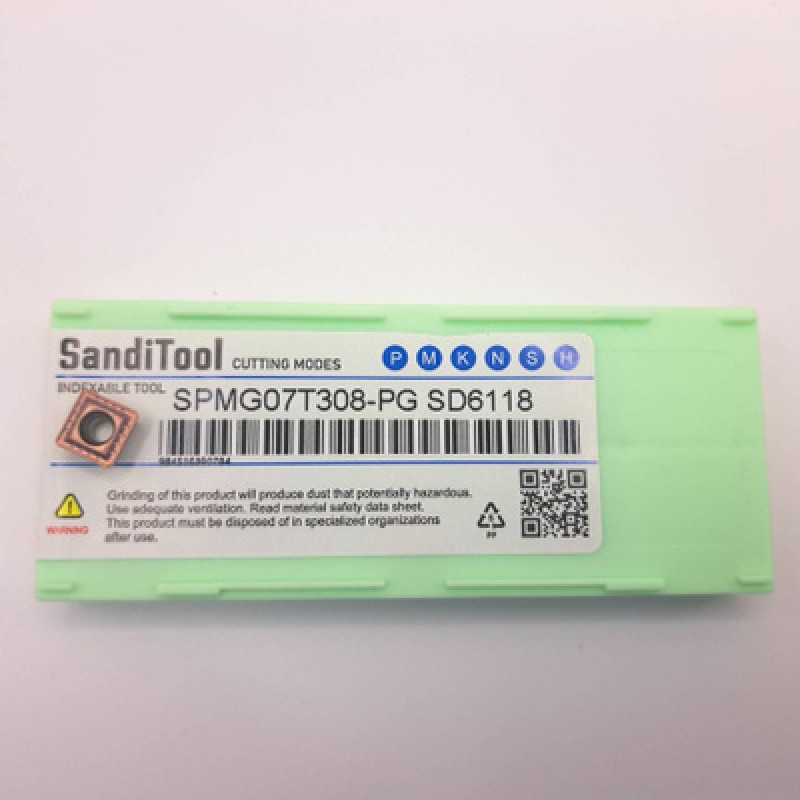 SandiTool CUTTING MODES P M K N S H
INDEXABLE TOOL
SPMG07T308-PG SD6118
Grinding of this product will produce dust that potentially hazardous.
Use adequate ventilation. Read material safety data sheet.
This product must be disposed of in specialized organizations
after use.
WARNING
PP